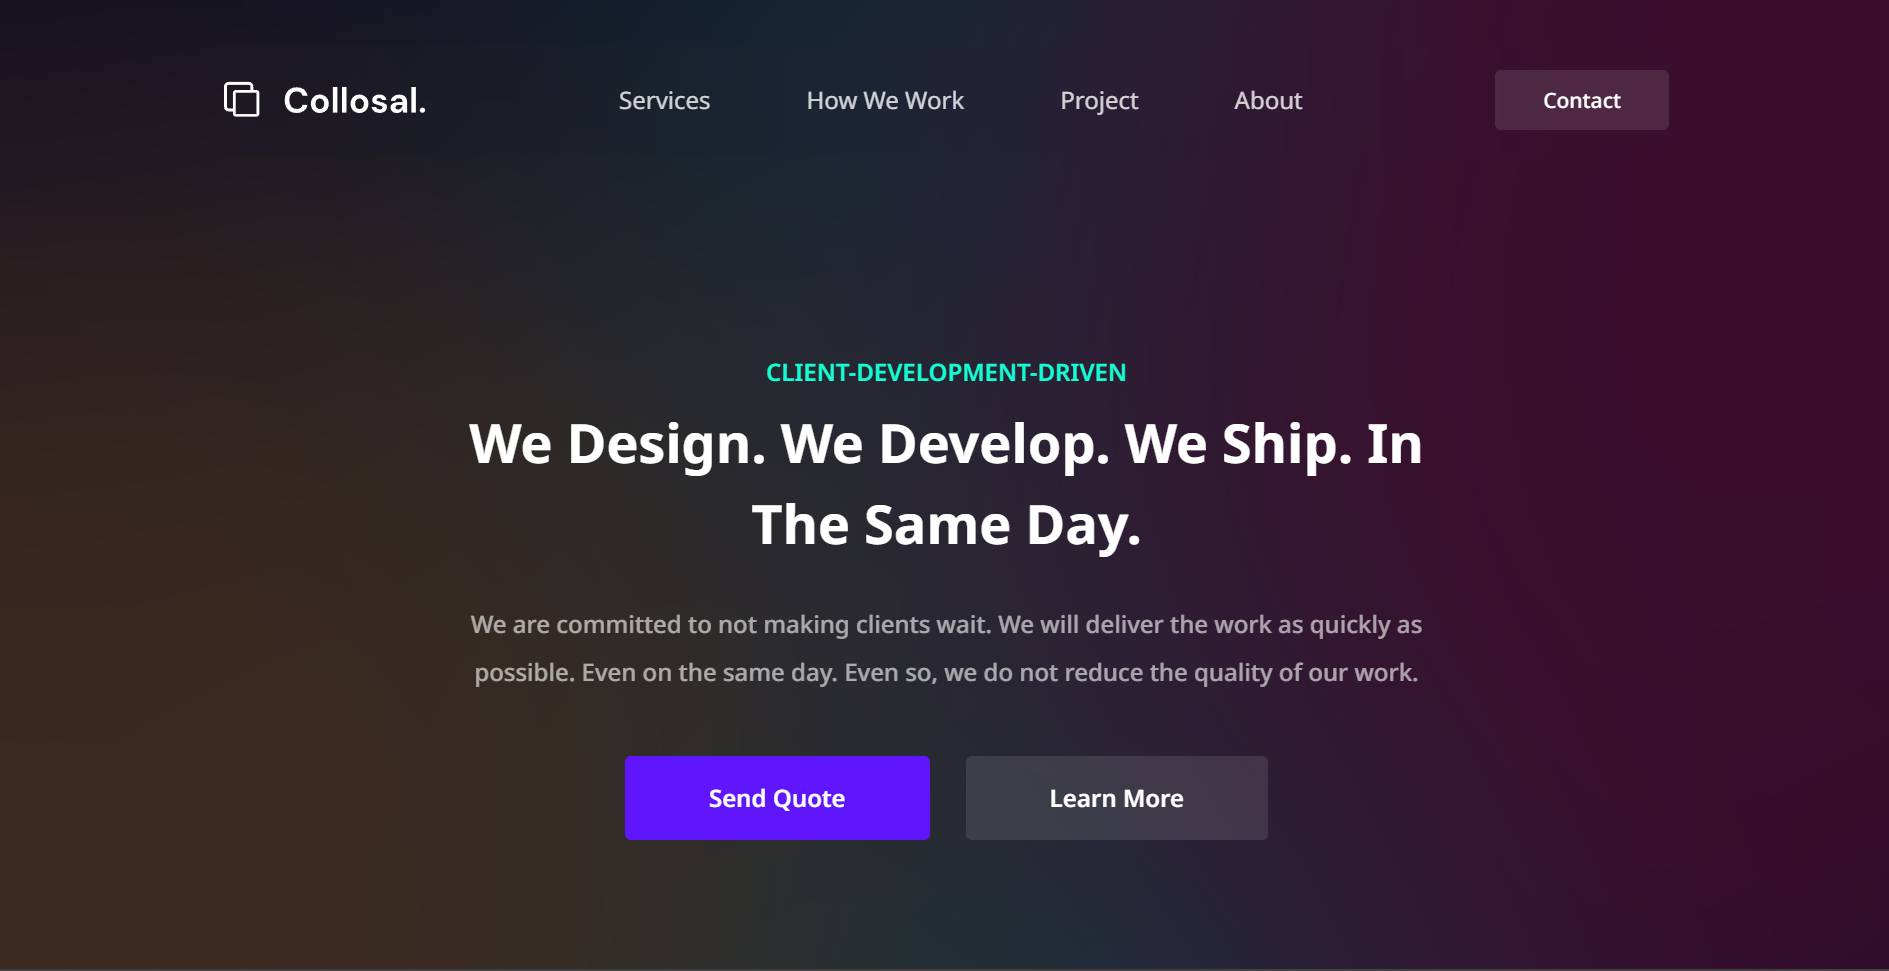 Collosal.
Services
How We Work
Project
About
Contact
CLIENT-DEVELOPMENT-DRIVEN
We Design. We Develop. We Ship. In
The Same Day.
We are committed to not making clients wait. We will deliver the work as quickly as
possible. Even on the same day. Even so, we do not reduce the quality of our work.
Send Quote
Learn More